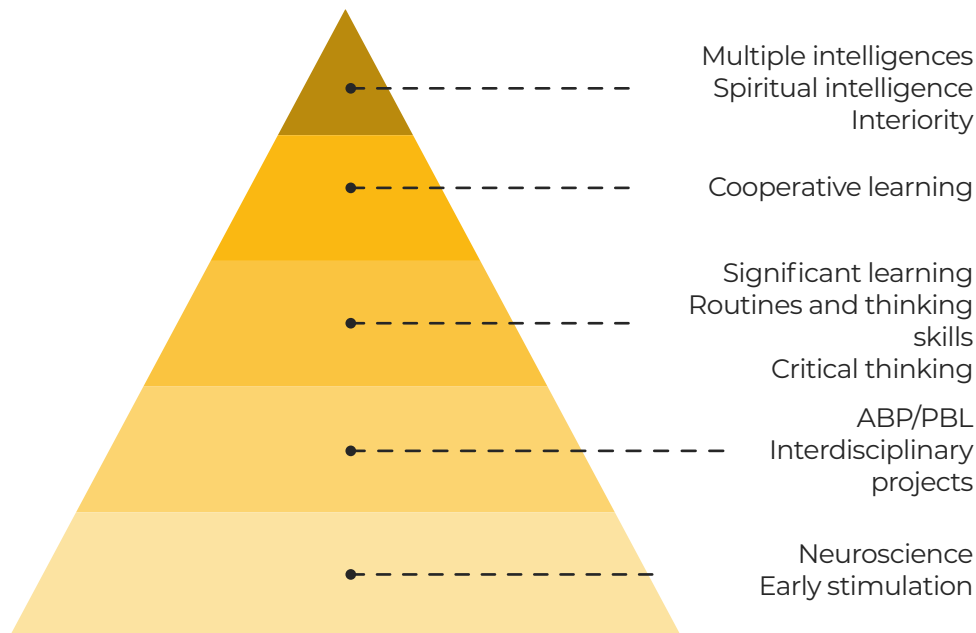 Multiple intelligences
Spiritual intelligence
Interiority
Cooperative learning
Significant learning
Routines and thinking
skills
Critical thinking
ABP/PBL
Interdisciplinary
projects
Neuroscience
Early stimulation